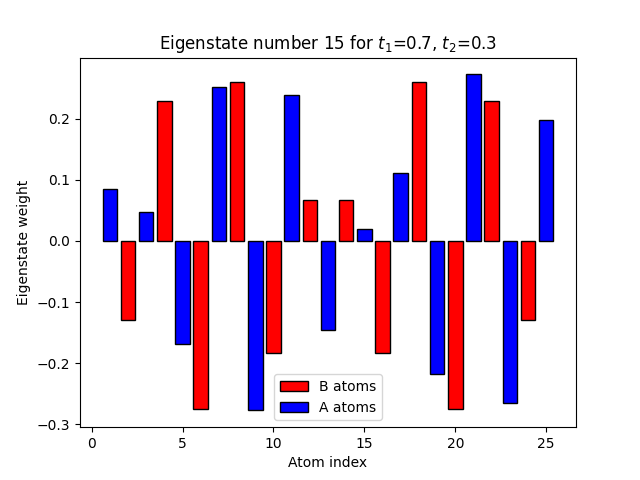 Eigenstate number 15 for t₁=0.7, t₂=0.3
Eigenstate weight
0.2
0.1
0.0
−0.1
−0.2
−0.3
B atoms
A atoms
0 5 10 15 20 25
Atom index